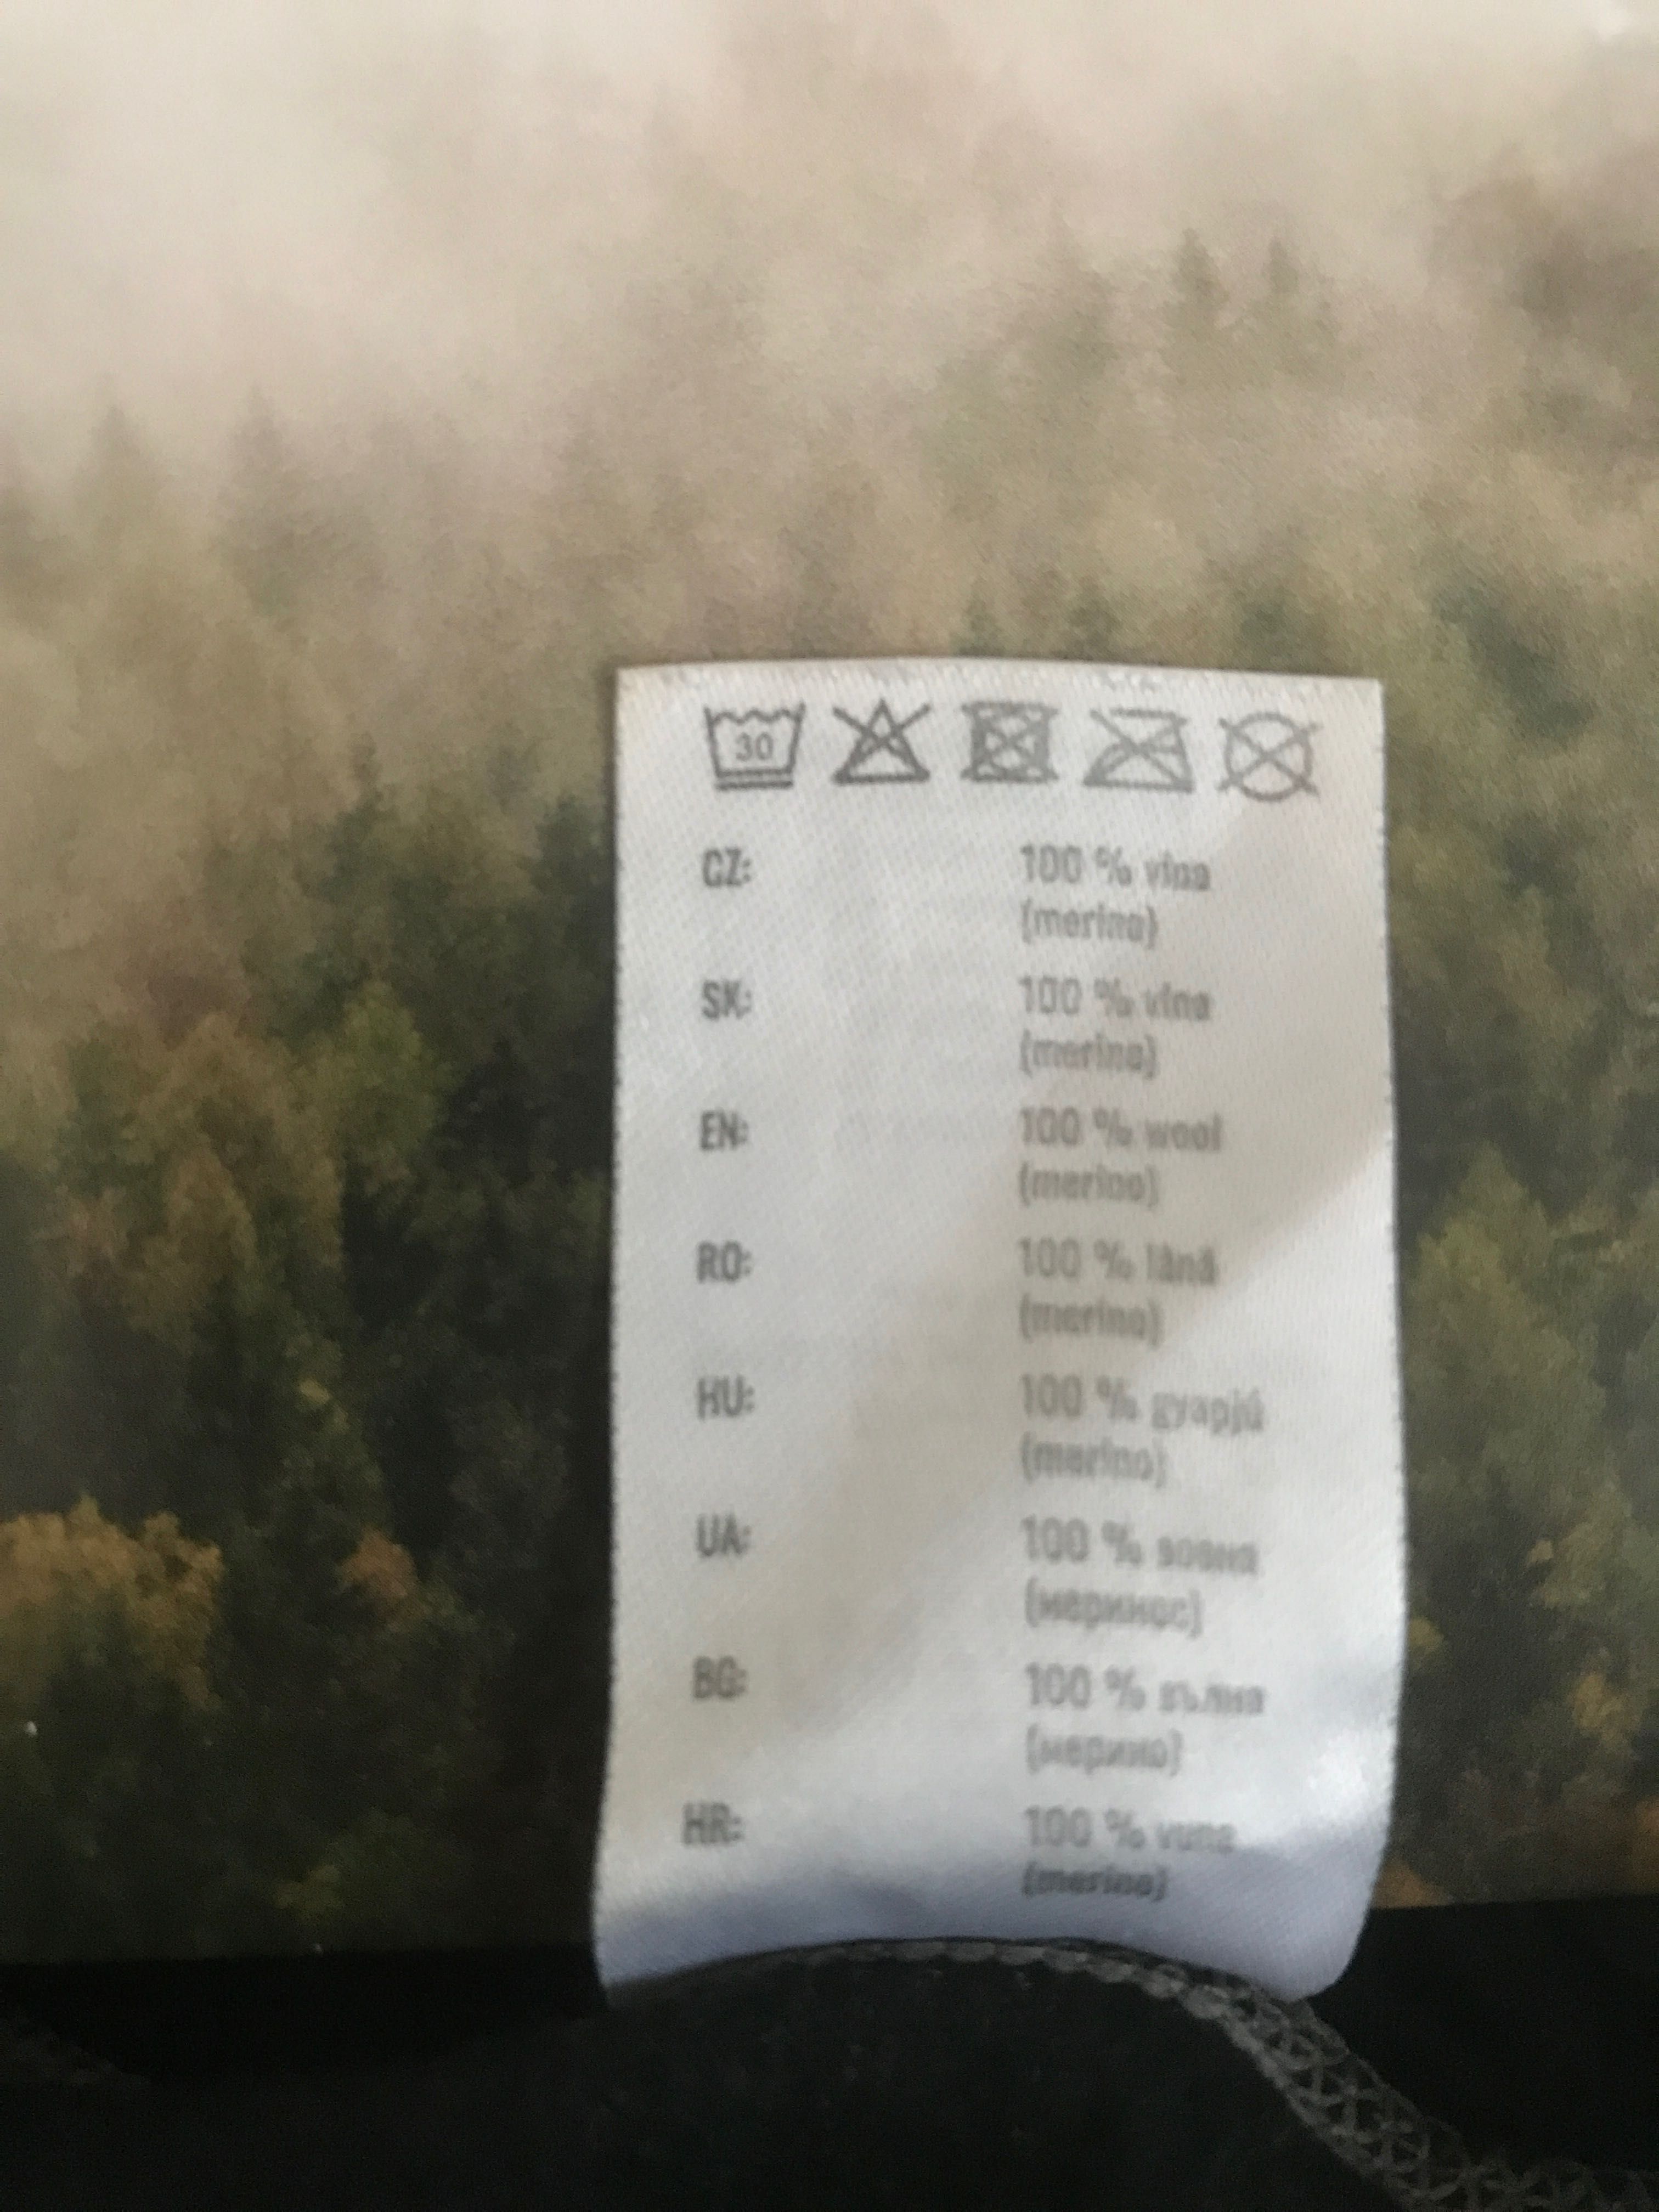 30
CZ: 100 % vlna
(merino)
SK: 100 % vlna
(merino)
EN: 100 % wool
(merino)
RO: 100 % lână
(merino)
HU: 100 % gyapjú
(merino)
UA: 100 % вовна
(меринос)
BG: 100 % вълна
(мерино)
HR: 100 % vuna
(merino)